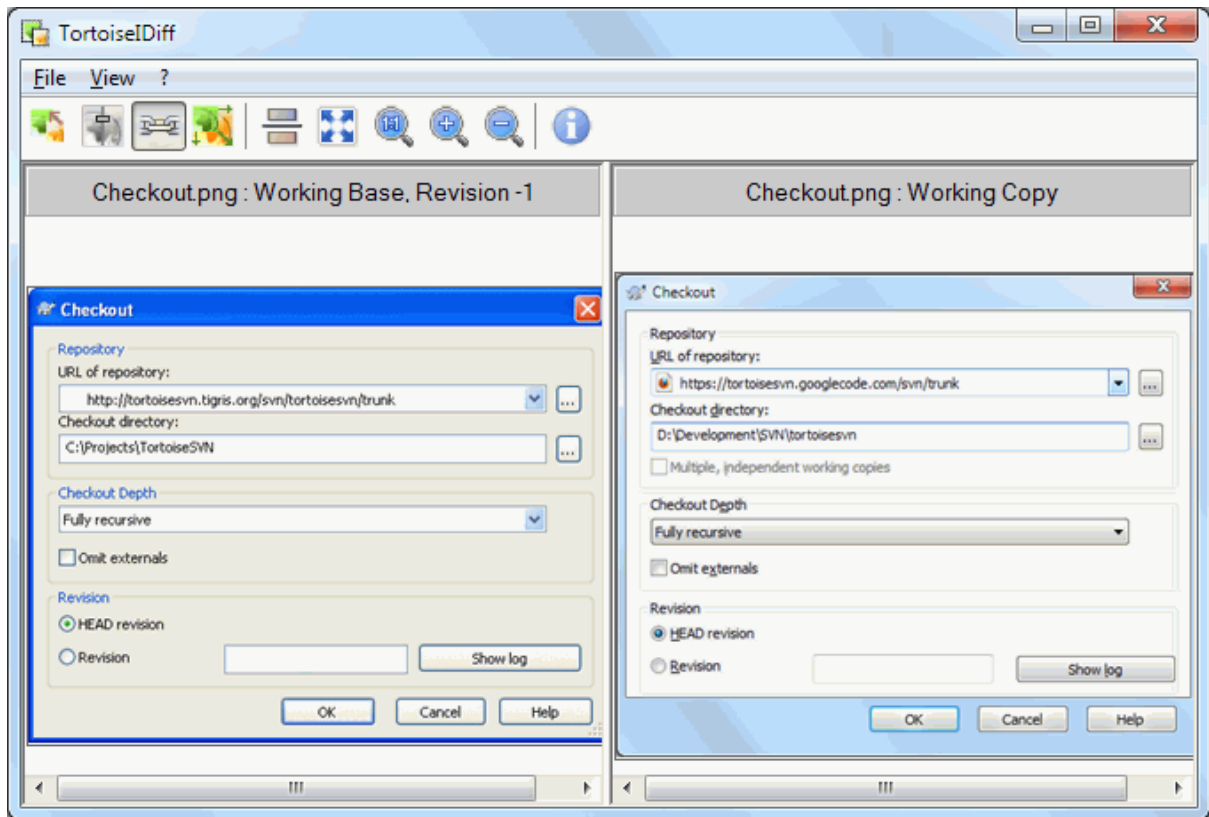 TortoiseIDiff
File View ?
Checkout.png : Working Base, Revision -1
Checkout
Repository
URL of repository:
http://tortoisesvn.tigris.org/svn/tortoisesvn/trunk
...
Checkout directory:
C:\Projects\TortoiseSVN
...
Checkout Depth
Fully recursive
Omit externals
Revision
HEAD revision
Revision
Show log
OK Cancel Help
Checkout.png : Working Copy
Checkout
Repository
URL of repository:
https://tortoisesvn.googlecode.com/svn/trunk
...
Checkout directory:
D:\Development\SVN\tortoisesvn
...
Multiple, independent working copies
Checkout Depth
Fully recursive
Omit externals
Revision
HEAD revision
Revision
Show log
OK Cancel Help